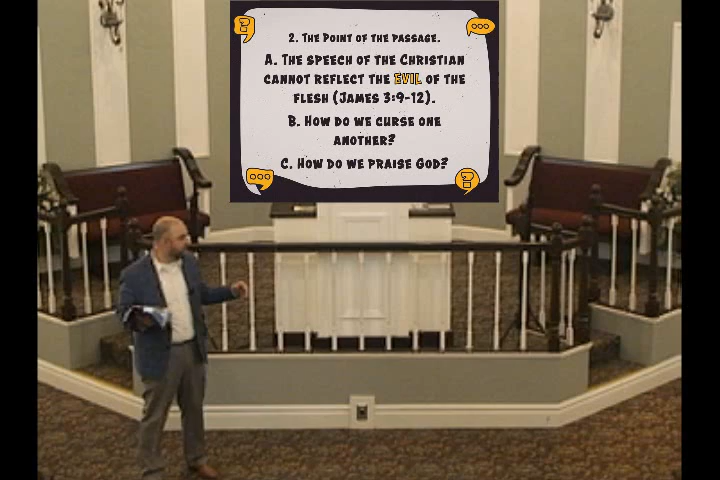 2. The Point of the passage.
A. The speech of the Christian
cannot reflect the evil of the
flesh (James 3:9-12).
B. How do we curse one
another?
C. How do we praise God?